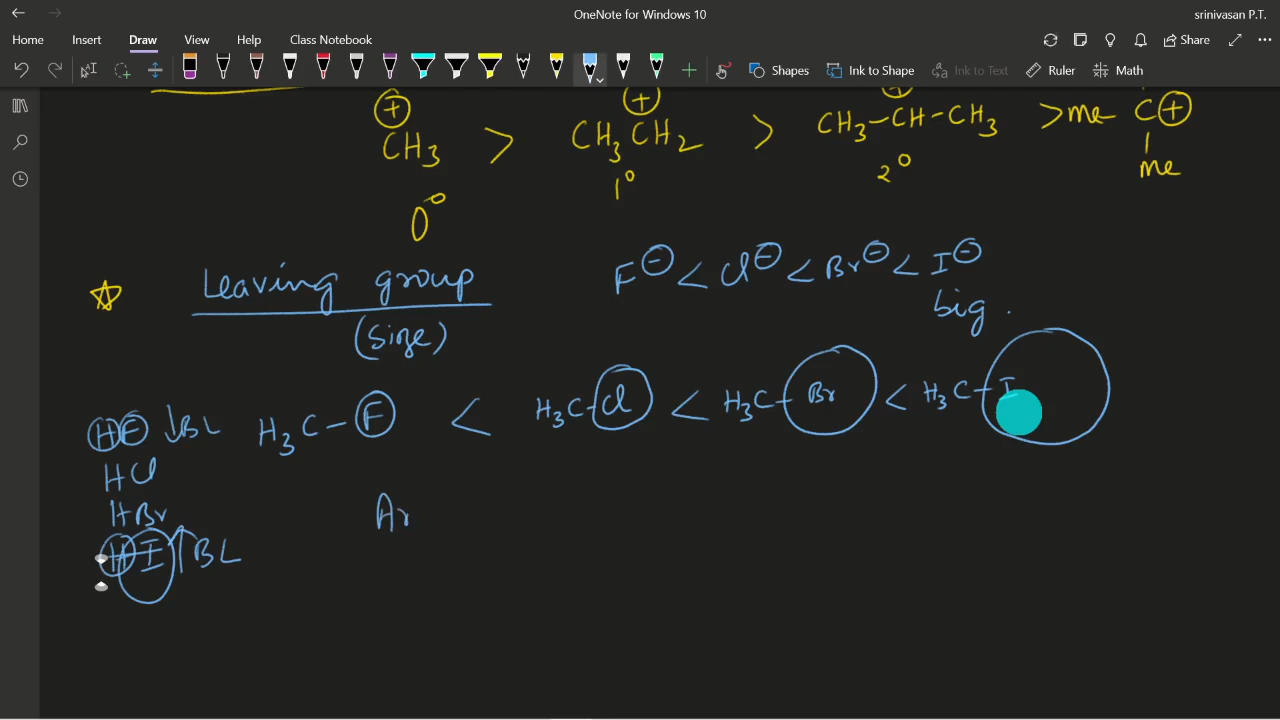 OneNote for Windows 10
srinivasan P.T.
Home Insert Draw View Help Class Notebook
Share
Shapes Ink to Shape Ink to Text Ruler Math
⊕ ⊕ ⊕
CH3 > CH3CH2 > CH3-CH-CH3 > me C⊕
me
0° 1° 2°
Leaving group
(Size)
F⊖ < Cl⊖ < Br⊖ < I⊖
big.
HF ↓BL
HCl
HBr
HI ↑BL
H3C-F < H3C-Cl < H3C-Br < H3C-I
Ar